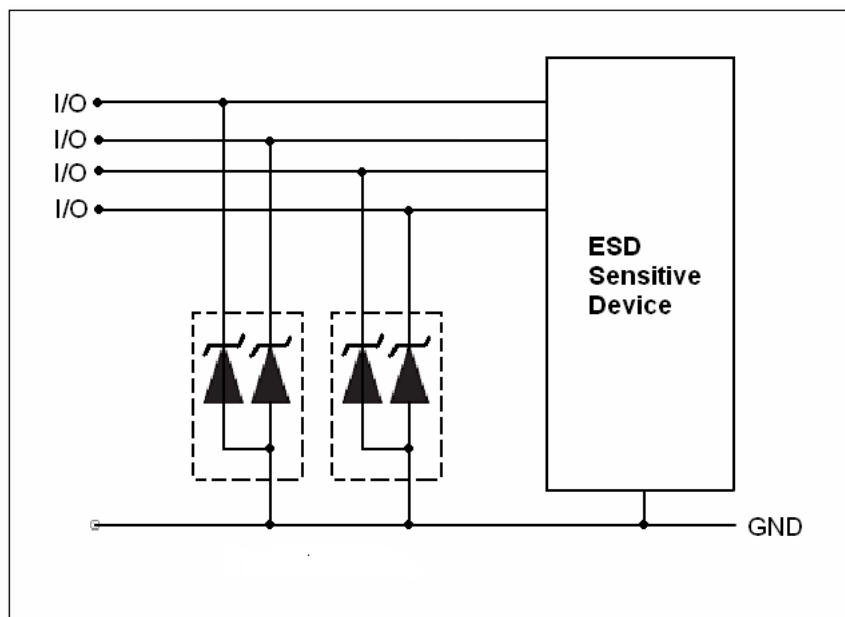 I/O
I/O
I/O
I/O
ESD
Sensitive
Device
GND